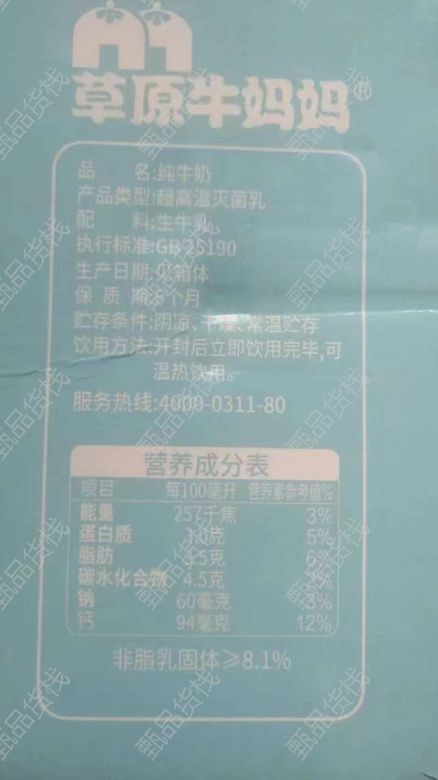 草原牛妈妈®
品 名:纯牛奶
产品类型:超高温灭菌乳
配 料:生牛乳
执行标准:GB 25190
生产日期:见箱体
保 质 期:6个月
贮存条件:阴凉、干燥、常温贮存
饮用方法:开封后立即饮用完毕,可
温热饮用。
服务热线:4000-0311-80
营养成分表
项目 每100毫升 营养素参考值%
能量 257千焦 3%
蛋白质 3.0克 5%
脂肪 3.5克 6%
碳水化合物 4.5克 2%
钠 60毫克 3%
钙 94毫克 12%
非脂乳固体≥8.1%
甄品货栈